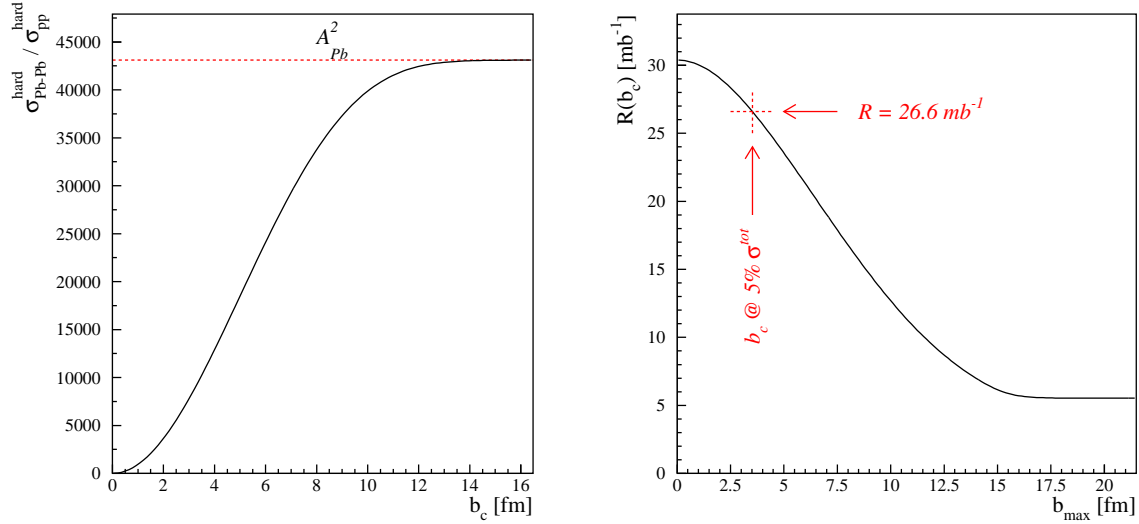 σ^hard_Pb-Pb / σ^hard_pp
A^2_Pb
45000
40000
35000
30000
25000
20000
15000
10000
5000
0
0 2 4 6 8 10 12 14 16
b_c [fm]
R(b_c) [mb^-1]
30
25
20
15
10
5
0
R = 26.6 mb^-1
b_c @ 5% σ^tot
0 2.5 5 7.5 10 12.5 15 17.5 20
b_max [fm]